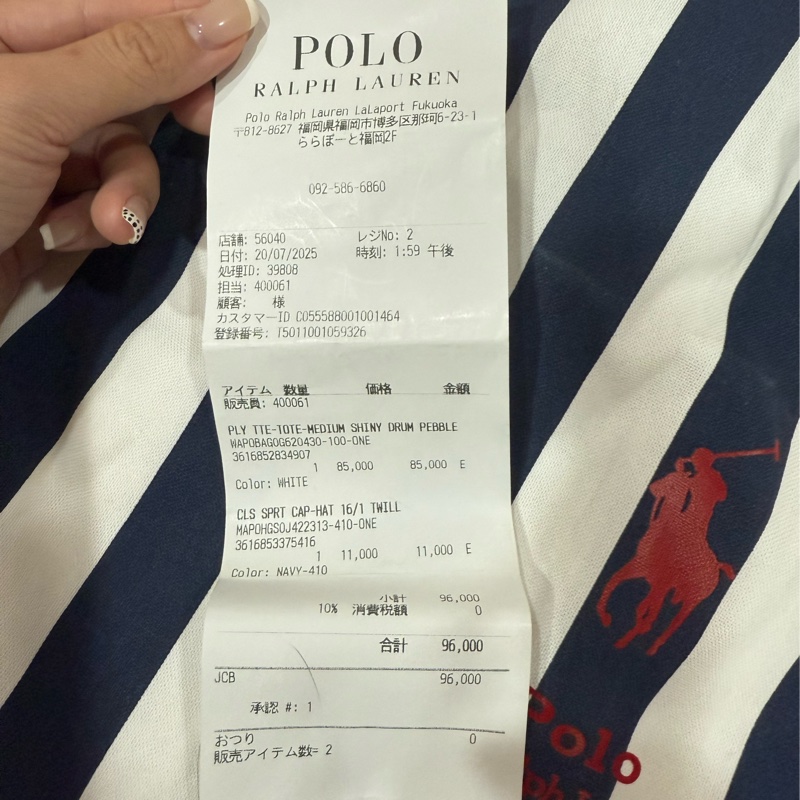 POLO
RALPH LAUREN
Polo Ralph Lauren LaLaport Fukuoka
〒812-8627 福岡県福岡市博多区那珂6-23-1
ららぽーと福岡2F
092-586-6860
店舗: 56040 レジNo: 2
日付: 20/07/2025 時刻: 1:59 午後
処理ID: 39808
担当: 400061
顧客: 様
カスタマーID C055588001001464
登録番号: T5011001059326
アイテム 数量 価格 金額
販売員: 400061
PLY TTE-TOTE-MEDIUM SHINY DRUM PEBBLE
WAPOBAG0G620430-100-ONE
3616852834907
1 85,000 85,000 E
Color: WHITE
CLS SPRT CAP-HAT 16/1 TWILL
MAPOHGS0J422313-410-ONE
3616853375416
1 11,000 11,000 E
Color: NAVY-410
小計 96,000
10% 消費税額 0
合計 96,000
JCB 96,000
承認 #: 1
おつり 0
販売アイテム数= 2
Polo